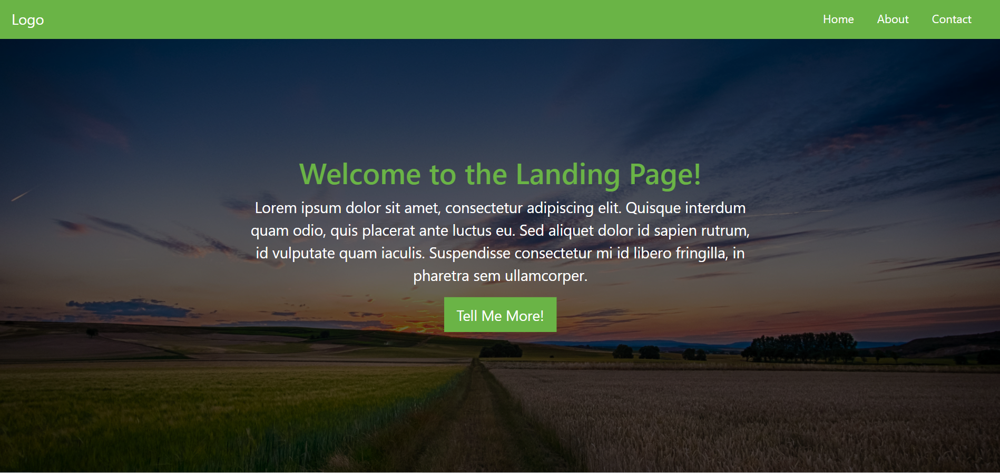 Logo
Home About Contact
Welcome to the Landing Page!
Lorem ipsum dolor sit amet, consectetur adipiscing elit. Quisque interdum
quam odio, quis placerat ante luctus eu. Sed aliquet dolor id sapien rutrum,
id vulputate quam iaculis. Suspendisse consectetur mi id libero fringilla, in
pharetra sem ullamcorper.
Tell Me More!